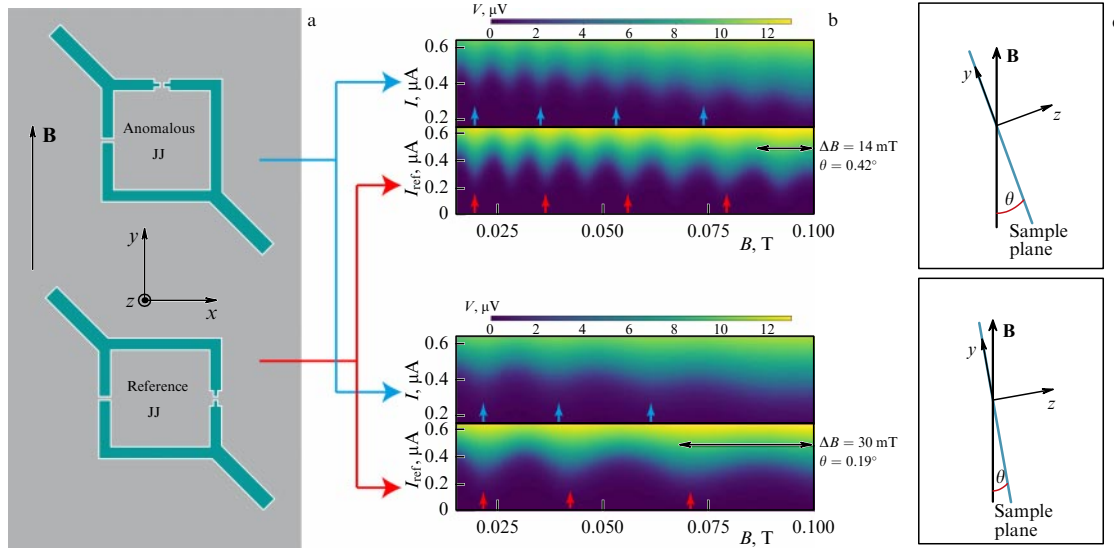 a
B
Anomalous
JJ
y
z
x
Reference
JJ
b
V, μV
0 2 4 6 8 10 12
I, μA
0.6
0.4
0.2
I_ref, μA
0.6
0.4
0.2
0
ΔB = 14 mT
θ = 0.42°
0.025 0.050 0.075 0.100
B, T
V, μV
0 2 4 6 8 10 12
I, μA
0.6
0.4
0.2
I_ref, μA
0.6
0.4
0.2
0
ΔB = 30 mT
θ = 0.19°
0.025 0.050 0.075 0.100
B, T
B
y
z
θ
Sample
plane
B
y
z
θ
Sample
plane